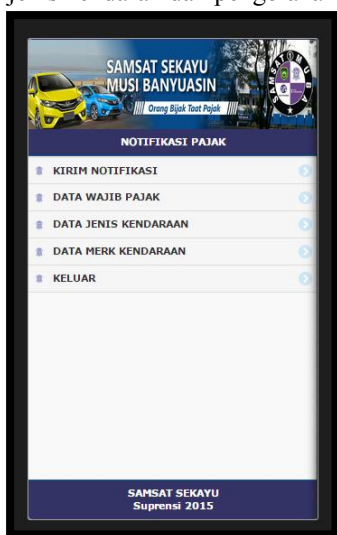 SAMSAT SEKAYU
MUSI BANYUASIN
Orang Bijak Taat Pajak
NOTIFIKASI PAJAK
KIRIM NOTIFIKASI
DATA WAJIB PAJAK
DATA JENIS KENDARAAN
DATA MERK KENDARAAN
KELUAR
SAMSAT SEKAYU
Suprensi 2015